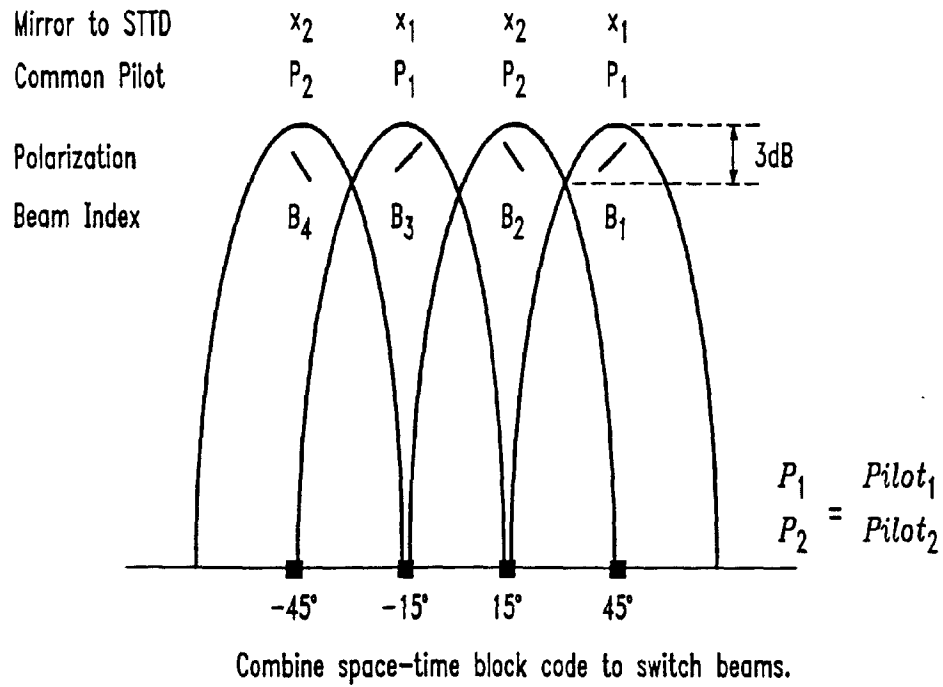 Mirror to STTD x₂ x₁ x₂ x₁
Common Pilot P₂ P₁ P₂ P₁
Polarization 3dB
Beam Index B₄ B₃ B₂ B₁
P₁ = Pilot₁
P₂ Pilot₂
-45° -15° 15° 45°
Combine space-time block code to switch beams.